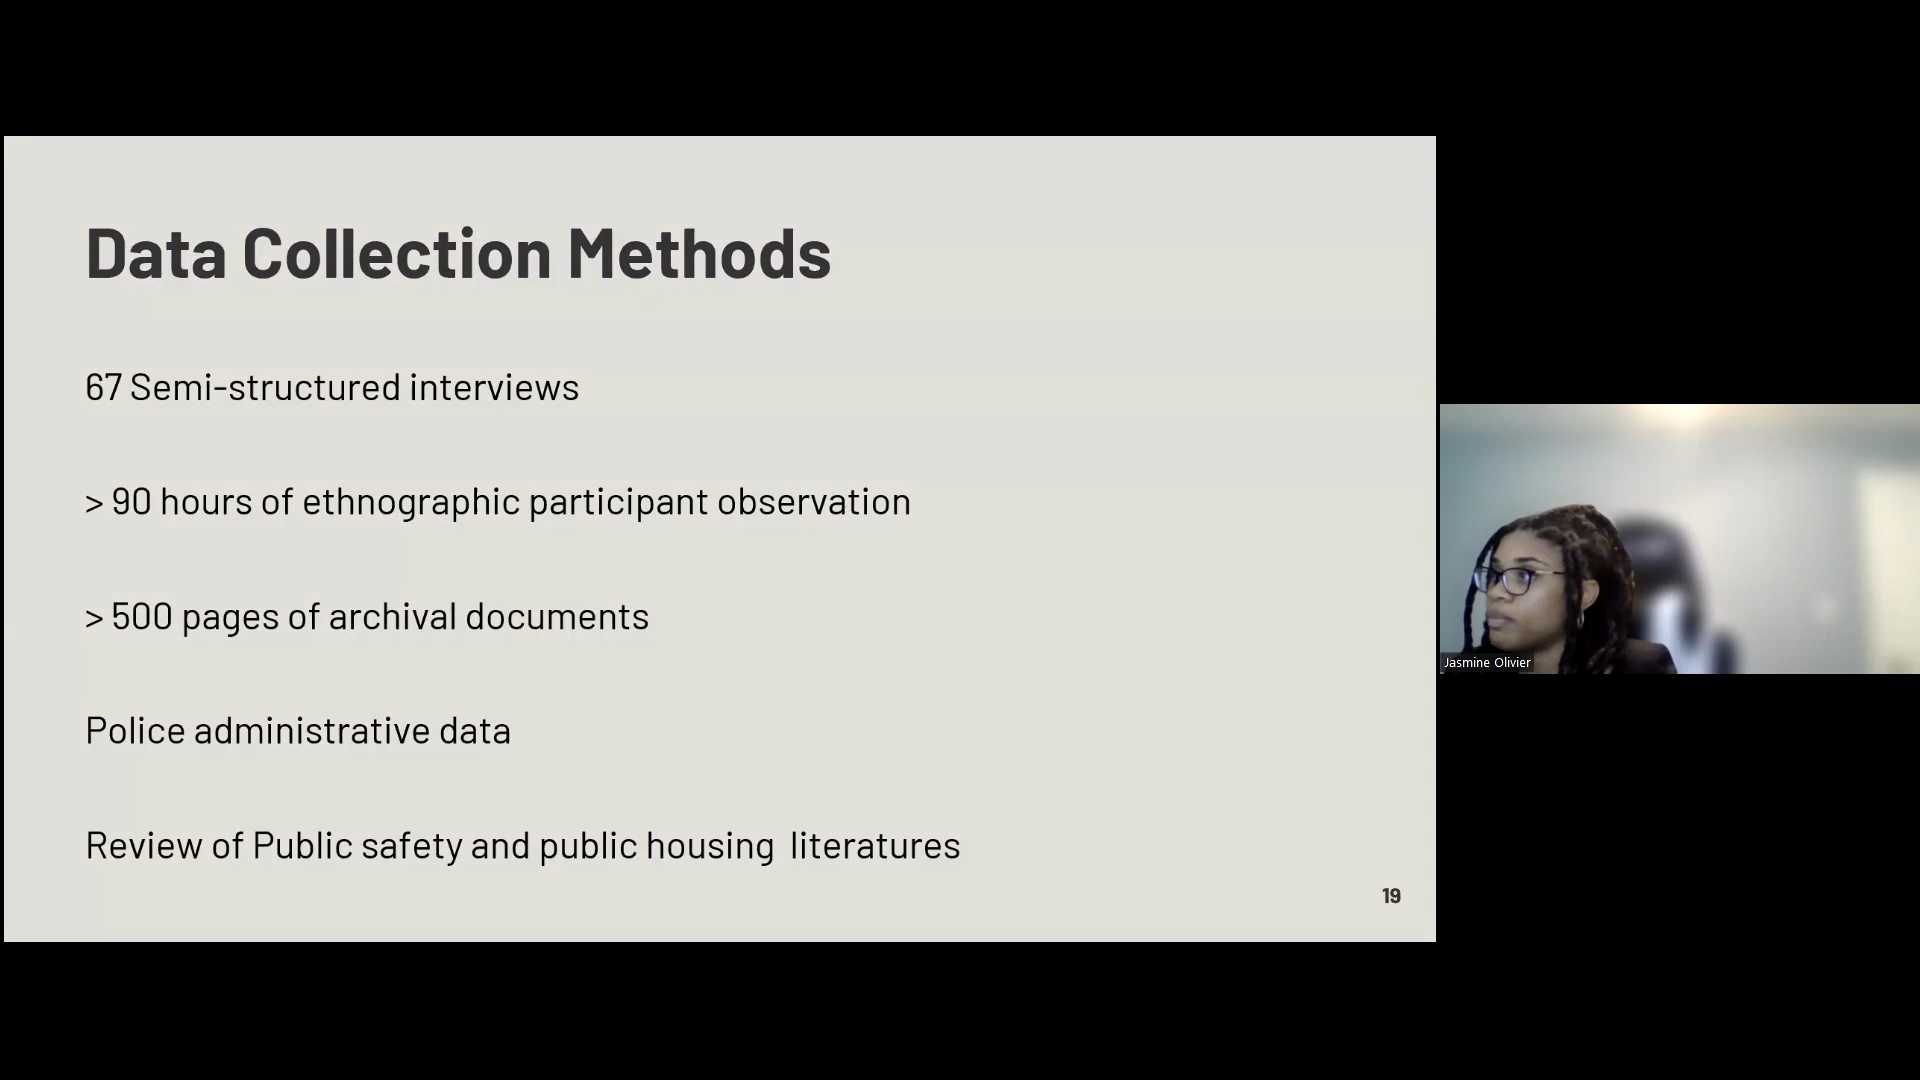 Data Collection Methods
67 Semi-structured interviews
> 90 hours of ethnographic participant observation
> 500 pages of archival documents
Police administrative data
Review of Public safety and public housing  literatures
19
Jasmine Olivier